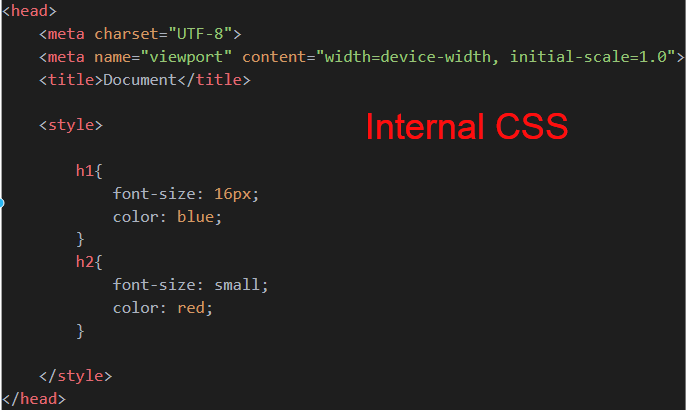 <head>
    <meta charset="UTF-8">
    <meta name="viewport" content="width=device-width, initial-scale=1.0">
    <title>Document</title>
    <style>
Internal CSS
        h1{
            font-size: 16px;
            color: blue;
        }
        h2{
            font-size: small;
            color: red;
        }
    </style>
</head>